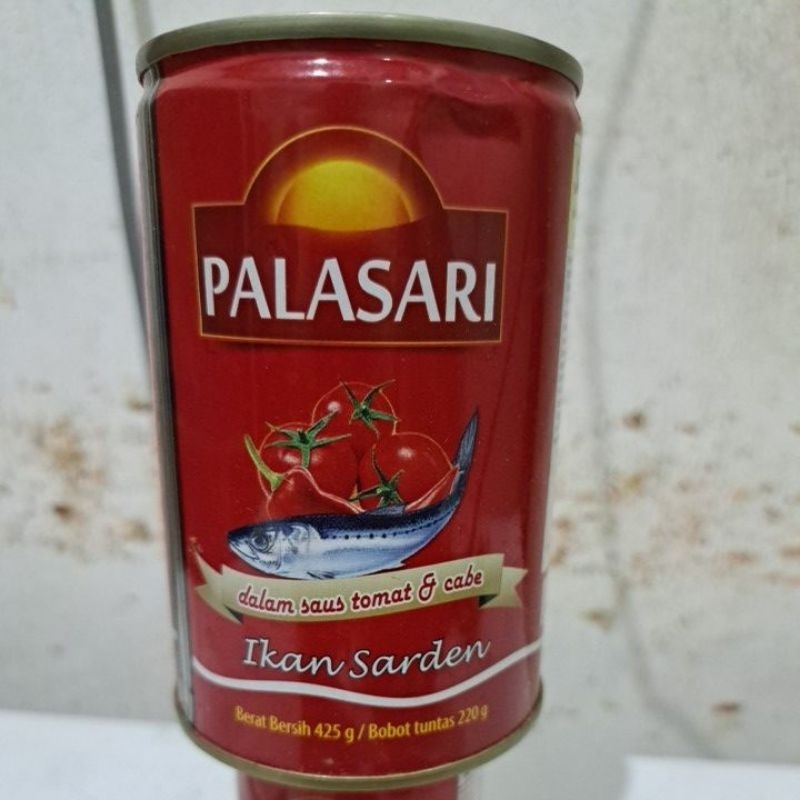 PALASARI
dalam saus tomat & cabe
Ikan Sarden
Berat Bersih 425 g / Bobot tuntas 220 g